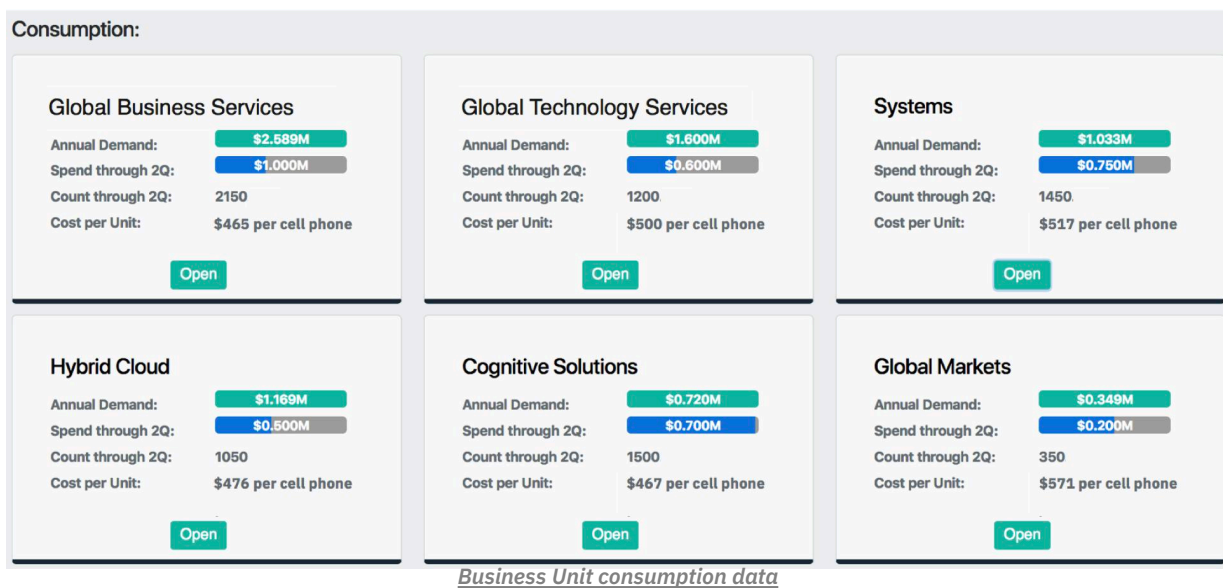 Consumption:
Global Business Services
Annual Demand: $2.589M
Spend through 2Q: $1.000M
Count through 2Q: 2150
Cost per Unit: $465 per cell phone
Open
Global Technology Services
Annual Demand: $1.600M
Spend through 2Q: $0.600M
Count through 2Q: 1200
Cost per Unit: $500 per cell phone
Open
Systems
Annual Demand: $1.033M
Spend through 2Q: $0.750M
Count through 2Q: 1450
Cost per Unit: $517 per cell phone
Open
Hybrid Cloud
Annual Demand: $1.169M
Spend through 2Q: $0.500M
Count through 2Q: 1050
Cost per Unit: $476 per cell phone
Open
Cognitive Solutions
Annual Demand: $0.720M
Spend through 2Q: $0.700M
Count through 2Q: 1500
Cost per Unit: $467 per cell phone
Open
Global Markets
Annual Demand: $0.349M
Spend through 2Q: $0.200M
Count through 2Q: 350
Cost per Unit: $571 per cell phone
Open
Business Unit consumption data